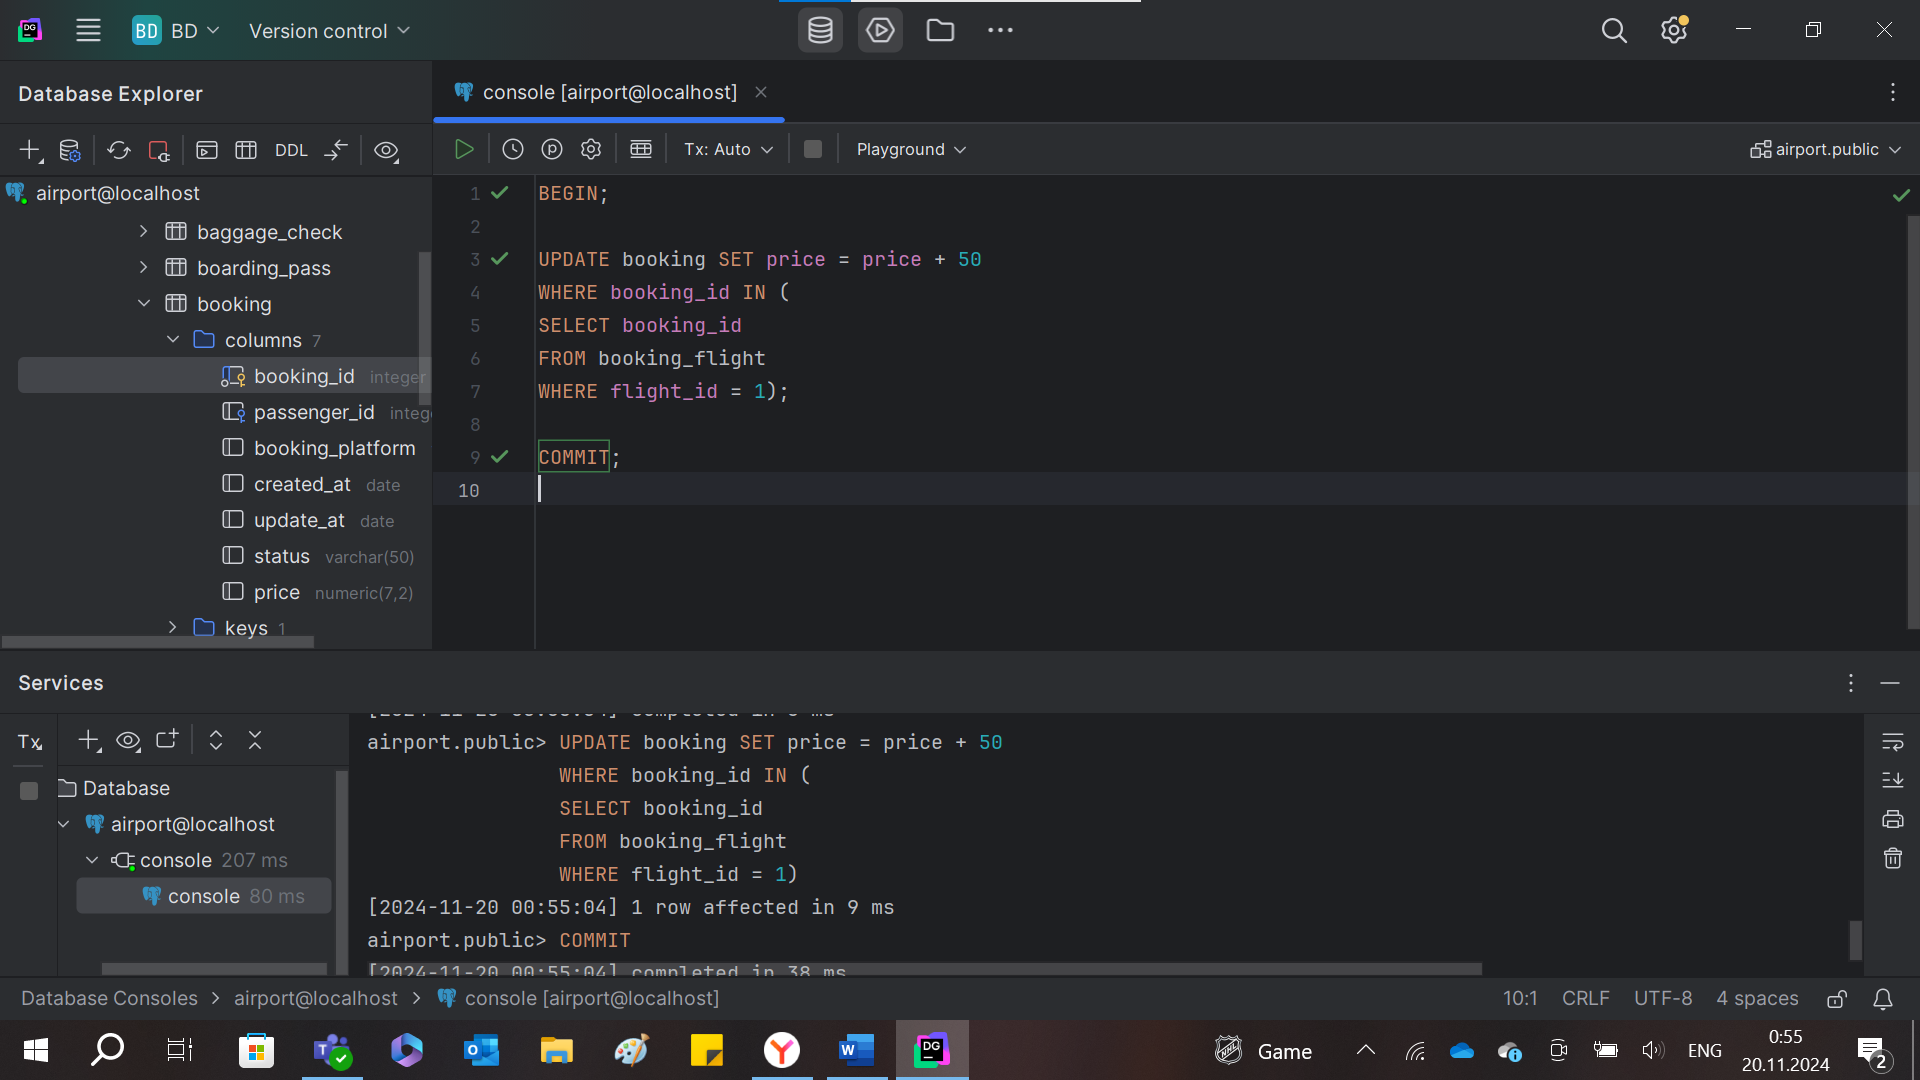 BD BD Version control
Database Explorer
console [airport@localhost]
DDL
Tx: Auto Playground airport.public
airport@localhost
baggage_check
boarding_pass
booking
columns 7
booking_id integer
passenger_id
booking_platform
created_at date
update_at date
status varchar(50)
price numeric(7,2)
keys 1
1 BEGIN;
2
3 UPDATE booking SET price = price + 50
4 WHERE booking_id IN (
5 SELECT booking_id
6 FROM booking_flight
7 WHERE flight_id = 1);
8
9 COMMIT;
10
Services
Tx
Database
airport@localhost
console 207 ms
console 80 ms
airport.public> UPDATE booking SET price = price + 50
WHERE booking_id IN (
SELECT booking_id
FROM booking_flight
WHERE flight_id = 1)
[2024-11-20 00:55:04] 1 row affected in 9 ms
airport.public> COMMIT
[2024-11-20 00:55:04] completed in 38 ms
Database Consoles > airport@localhost > console [airport@localhost]
10:1 CRLF UTF-8 4 spaces
Game
ENG
0:55
20.11.2024
2